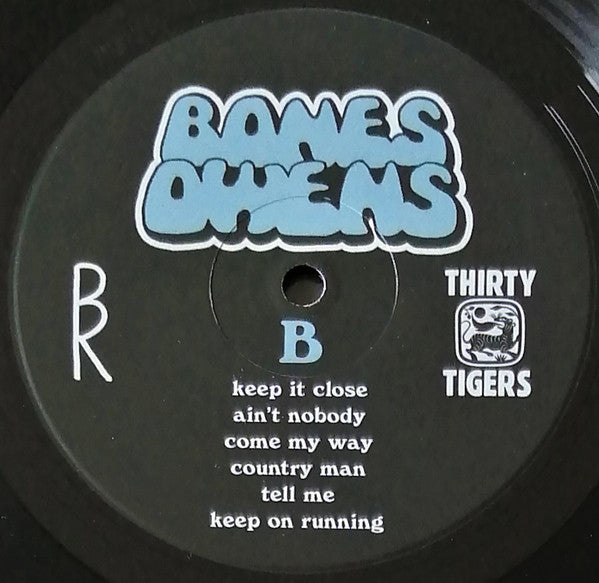 BONES
OWENS
BR
THIRTY
TIGERS
B
keep it close
ain't nobody
come my way
country man
tell me
keep on running